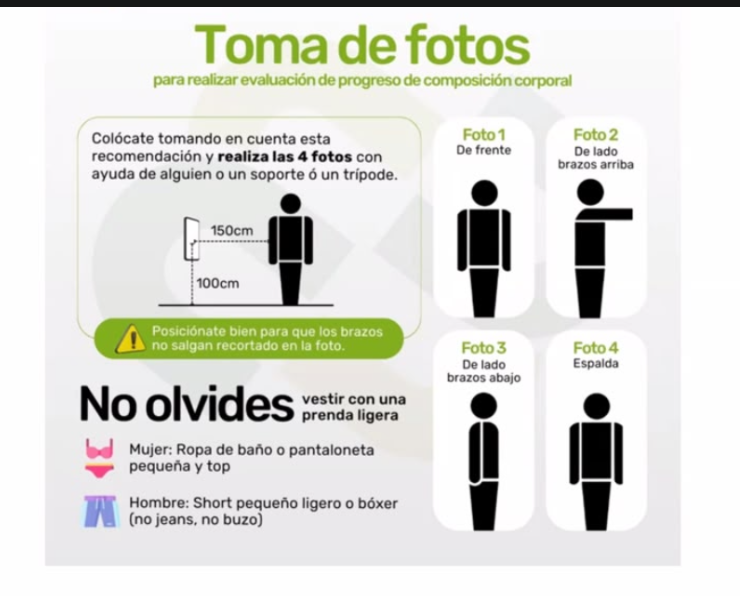 Toma de fotos
para realizar evaluación de progreso de composición corporal
Colócate tomando en cuenta esta
recomendación y realiza las 4 fotos con
ayuda de alguien o un soporte ó un trípode.
150cm
100cm
Posiciónate bien para que los brazos
no salgan recortado en la foto.
No olvides
vestir con una
prenda ligera
Mujer: Ropa de baño o pantaloneta
pequeña y top
Hombre: Short pequeño ligero o bóxer
(no jeans, no buzo)
Foto 1
De frente
Foto 2
De lado
brazos arriba
Foto 3
De lado
brazos abajo
Foto 4
Espalda